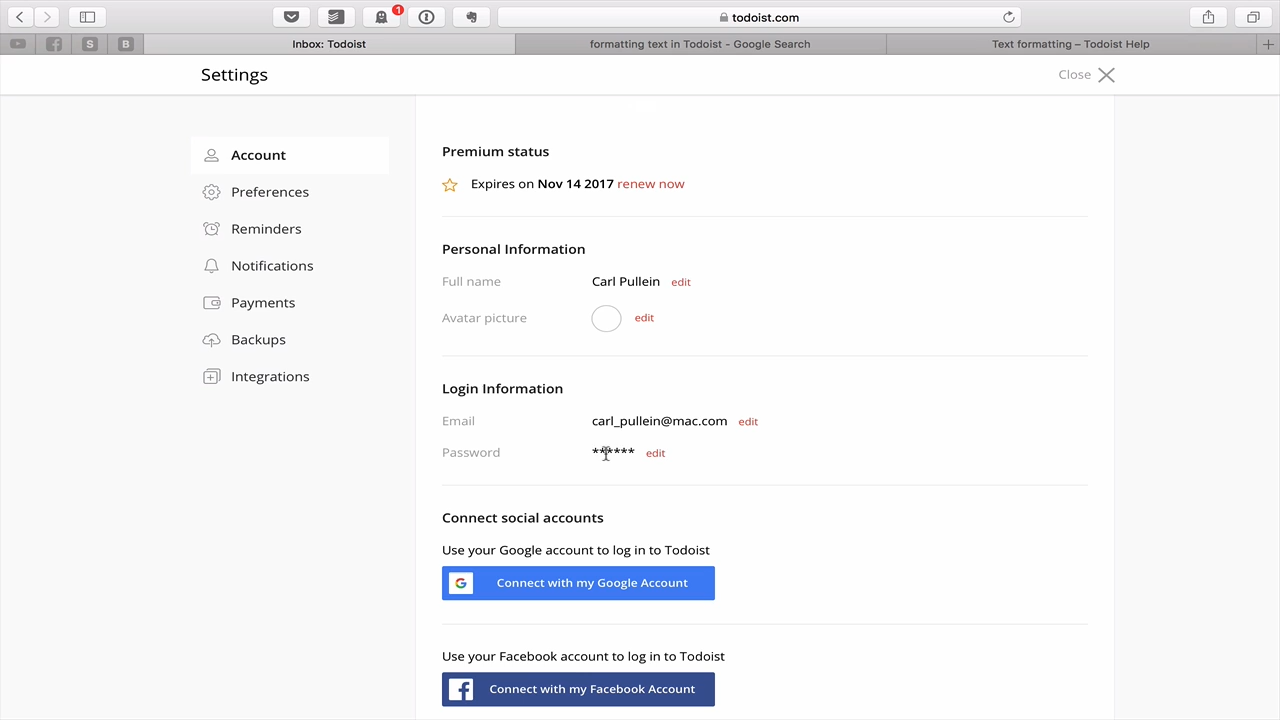 1
todoist.com
S
B
Inbox: Todoist
formatting text in Todoist - Google Search
Text formatting – Todoist Help
Settings
Close
Account
Preferences
Reminders
Notifications
Payments
Backups
Integrations
Premium status
Expires on Nov 14 2017 renew now
Personal Information
Full name Carl Pullein edit
Avatar picture edit
Login Information
Email carl_pullein@mac.com edit
Password ****** edit
Connect social accounts
Use your Google account to log in to Todoist
G Connect with my Google Account
Use your Facebook account to log in to Todoist
f Connect with my Facebook Account